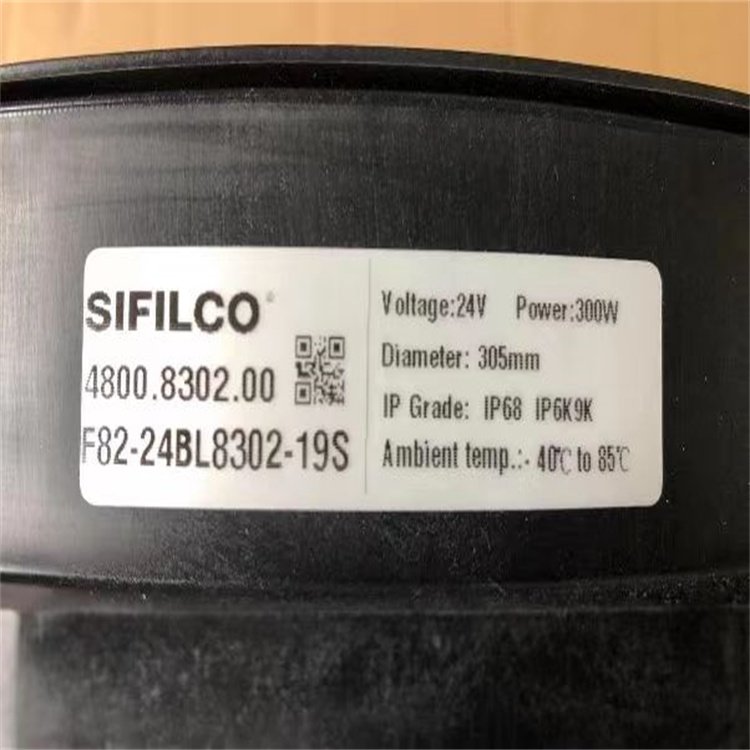 SIFILCO®
4800.8302.00
F82-24BL8302-19S
Voltage:24V Power:300W
Diameter: 305mm
IP Grade: IP68 IP6K9K
Ambient temp.:- 40℃ to 85℃